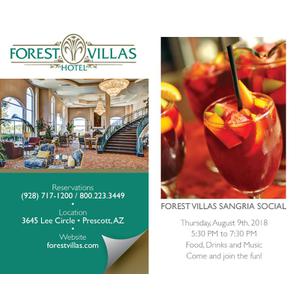 FOREST VILLAS
HOTEL
Reservations
(928) 717-1200 / 800.223.3449
•
Location
3645 Lee Circle • Prescott, AZ
•
Website
forestvillas.com
FOREST VILLAS SANGRIA SOCIAL
Thursday, August 9th, 2018
5:30 PM to 7:30 PM
Food, Drinks and Music
Come and join the fun!